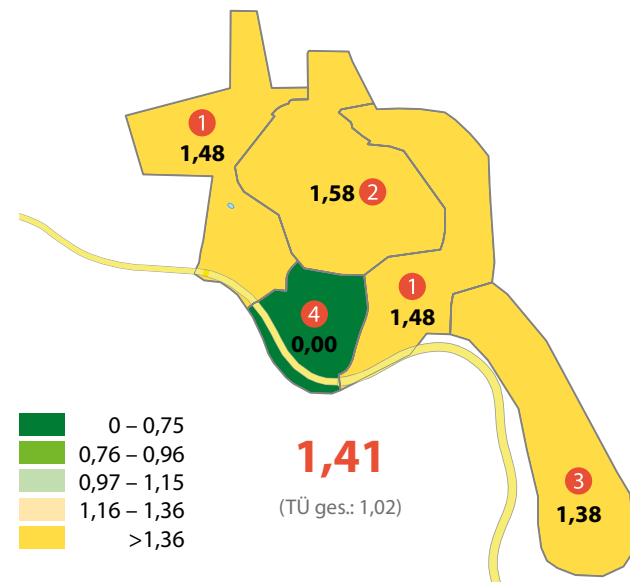 1
1,48
1,58 2
1
1,48
4
0,00
3
1,38
0 – 0,75
0,76 – 0,96
0,97 – 1,15
1,16 – 1,36
>1,36
1,41
(TÜ ges.: 1,02)